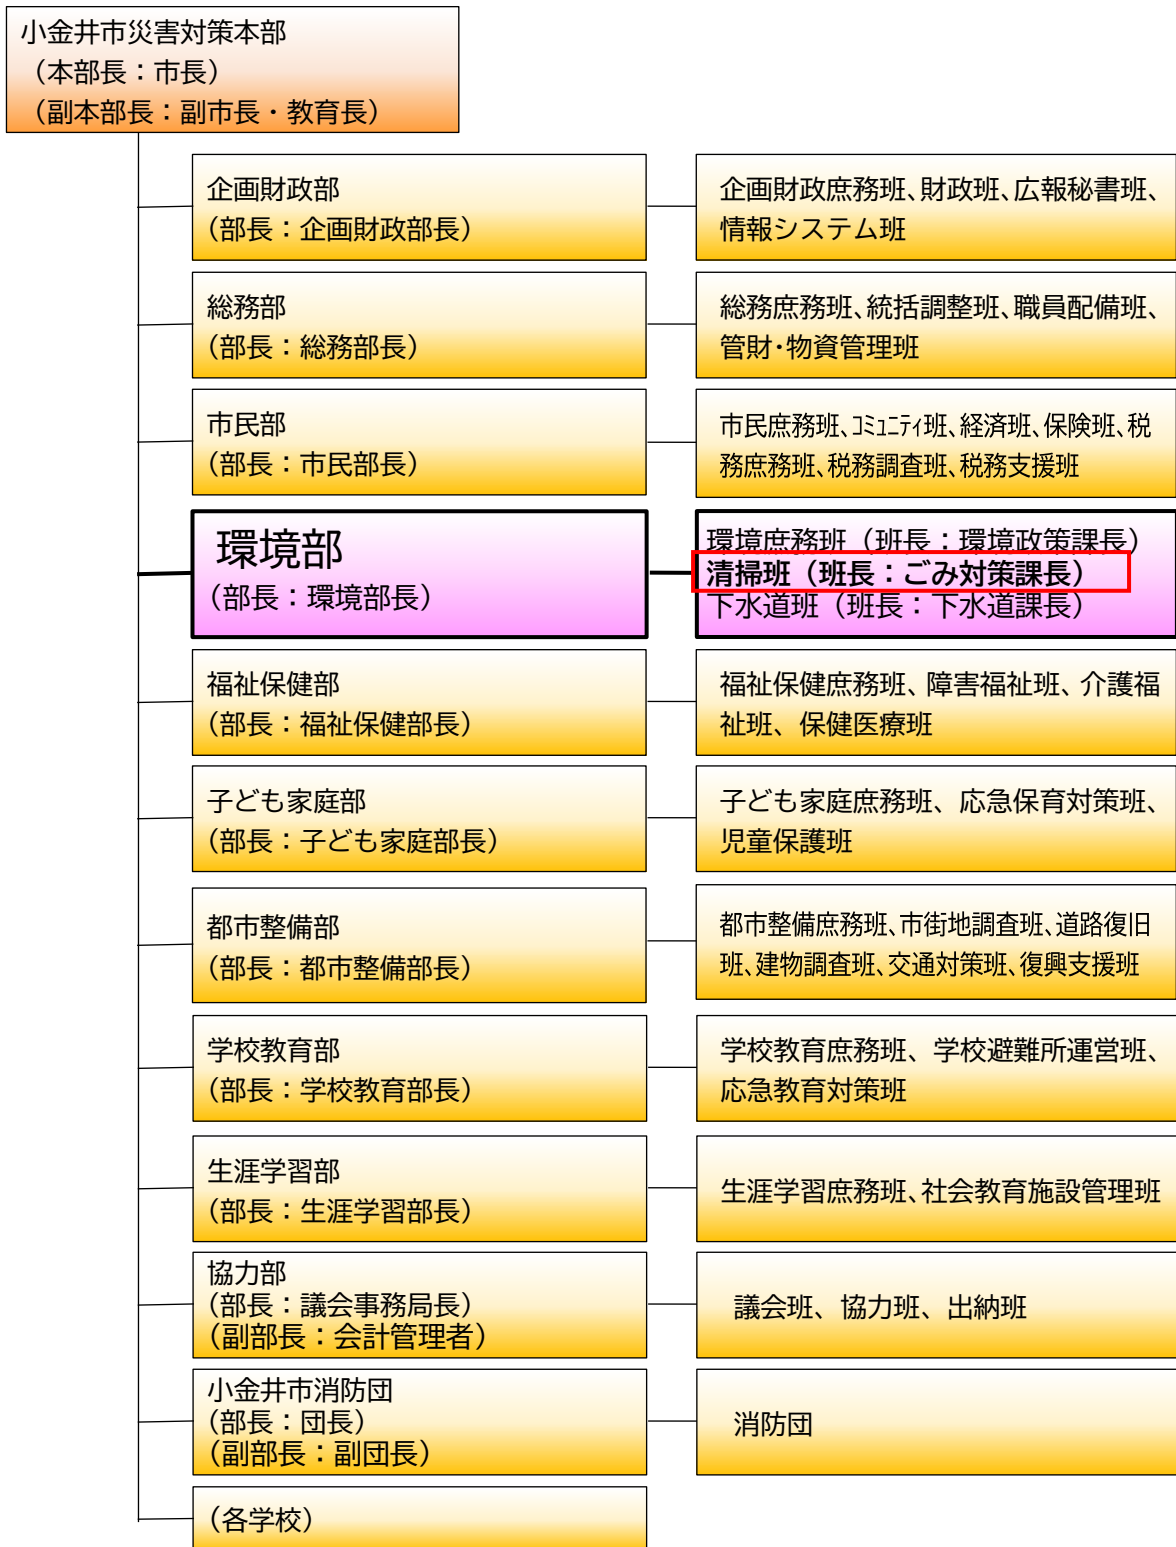 小金井市災害対策本部
（本部長：市長）
（副本部長：副市長・教育長）
企画財政部
（部長：企画財政部長）
企画財政庶務班、財政班、広報秘書班、
情報システム班
総務部
（部長：総務部長）
総務庶務班、統括調整班、職員配備班、
管財･物資管理班
市民部
（部長：市民部長）
市民庶務班、ｺﾐｭﾆﾃｨ班、経済班、保険班、税
務庶務班、税務調査班、税務支援班
環境部
（部長：環境部長）
環境庶務班（班長：環境政策課長）
清掃班（班長：ごみ対策課長）
下水道班（班長：下水道課長）
福祉保健部
（部長：福祉保健部長）
福祉保健庶務班、障害福祉班、介護福
祉班、保健医療班
子ども家庭部
（部長：子ども家庭部長）
子ども家庭庶務班、応急保育対策班、
児童保護班
都市整備部
（部長：都市整備部長）
都市整備庶務班、市街地調査班、道路復旧
班、建物調査班、交通対策班、復興支援班
学校教育部
（部長：学校教育部長）
学校教育庶務班、学校避難所運営班、
応急教育対策班
生涯学習部
（部長：生涯学習部長）
生涯学習庶務班、社会教育施設管理班
協力部
（部長：議会事務局長）
（副部長：会計管理者）
議会班、協力班、出納班
小金井市消防団
（部長：団長）
（副部長：副団長）
消防団
（各学校）